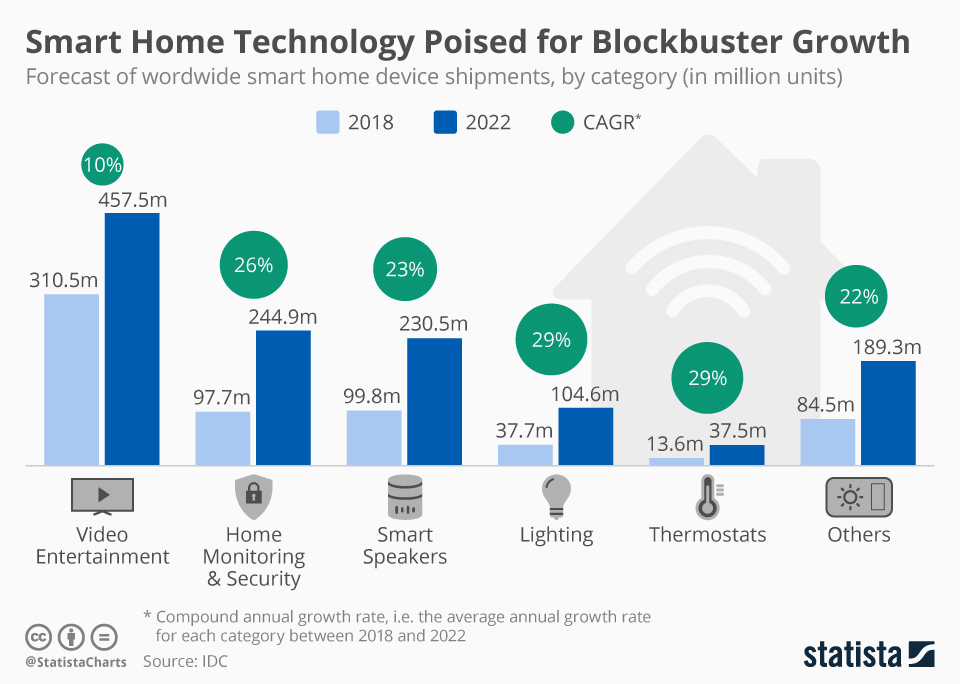 Smart Home Technology Poised for Blockbuster Growth
Forecast of wordwide smart home device shipments, by category (in million units)
2018
2022
CAGR*
10%
457.5m
310.5m
26%
244.9m
97.7m
23%
230.5m
99.8m
29%
104.6m
37.7m
29%
37.5m
13.6m
22%
189.3m
84.5m
Video
Entertainment
Home
Monitoring
& Security
Smart
Speakers
Lighting
Thermostats
Others
* Compound annual growth rate, i.e. the average annual growth rate
for each category between 2018 and 2022
cc
@StatistaCharts
Source: IDC
statista